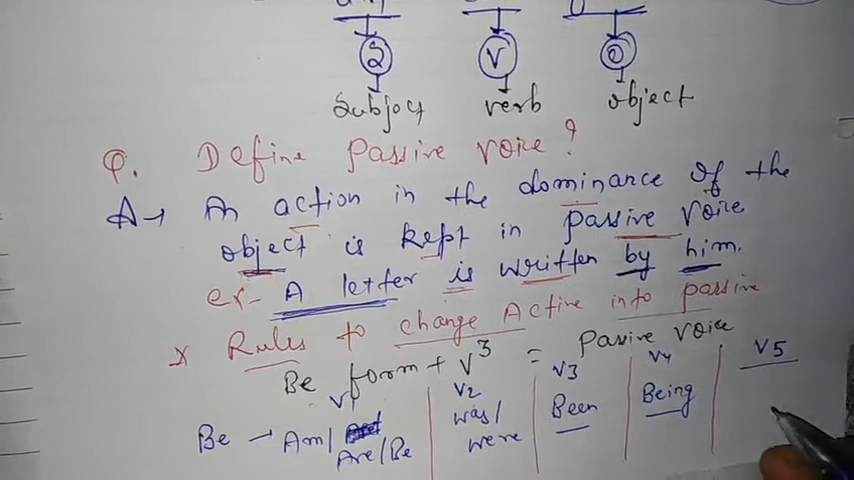 S V O
Subject verb object
Q. Define Passive voice?
A→ An action in the dominance of the
object is kept in passive voice
ex- A letter is written by him.
* Rules to change Active into passive
Be form + V3 = Passive voice
V1 V2 V3 V4 V5
Be → Am/ was/ Been Being
Are/Be were